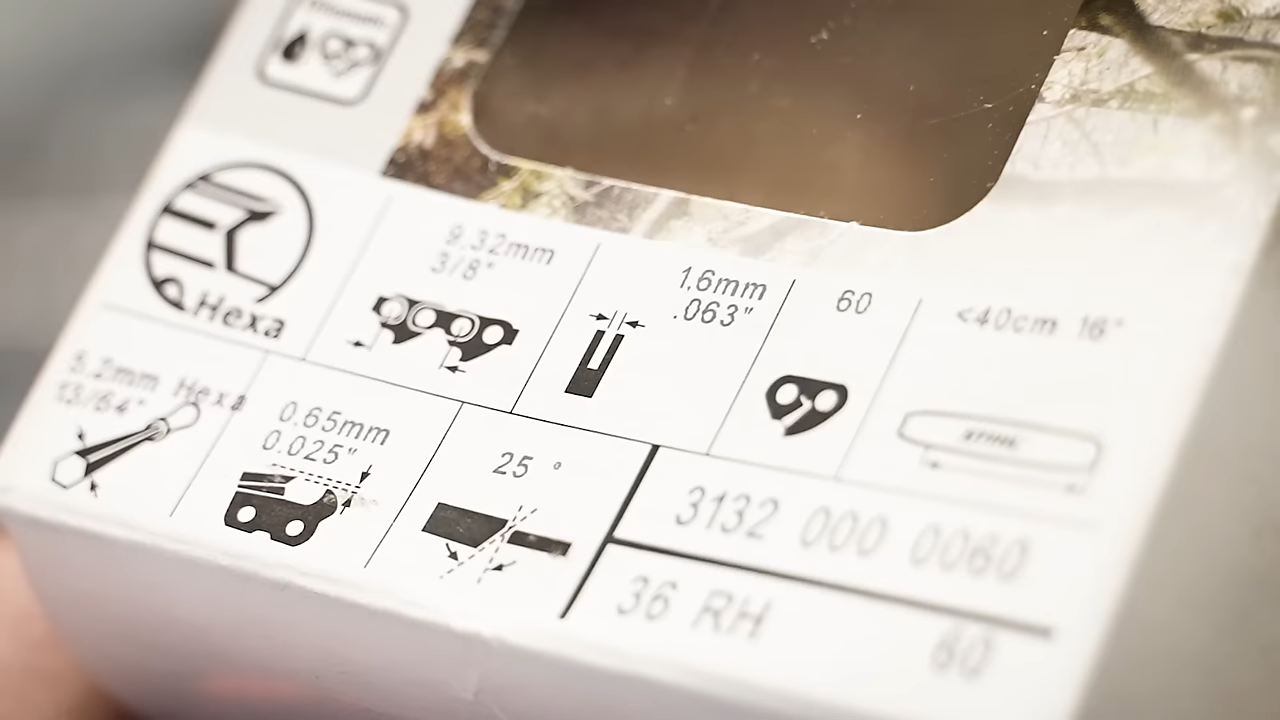 Hexa
9.32mm
3/8"
1.6mm
.063"
60
<40cm 16"
5.2mm Hexa
13/64"
0.65mm
0.025"
25 °
STIHL
3132 000 0060
36 RH
60